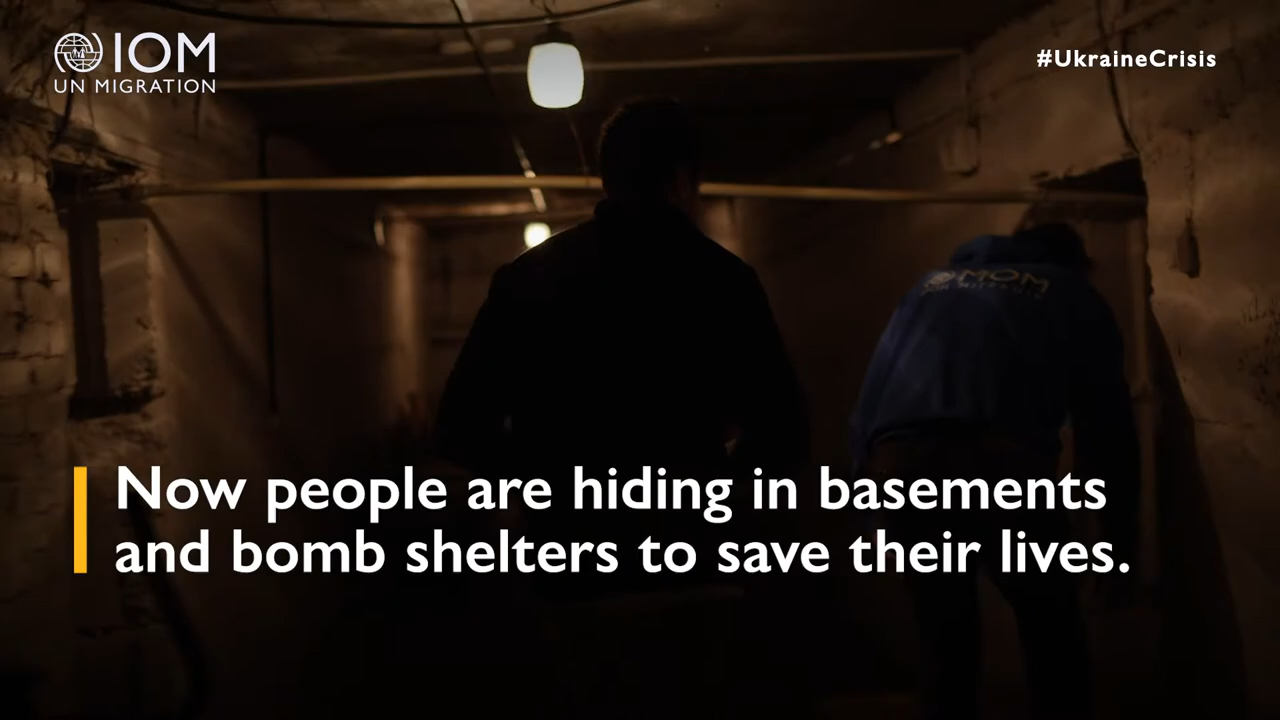 IOM
UN MIGRATION
#UkraineCrisis
Now people are hiding in basements
and bomb shelters to save their lives.